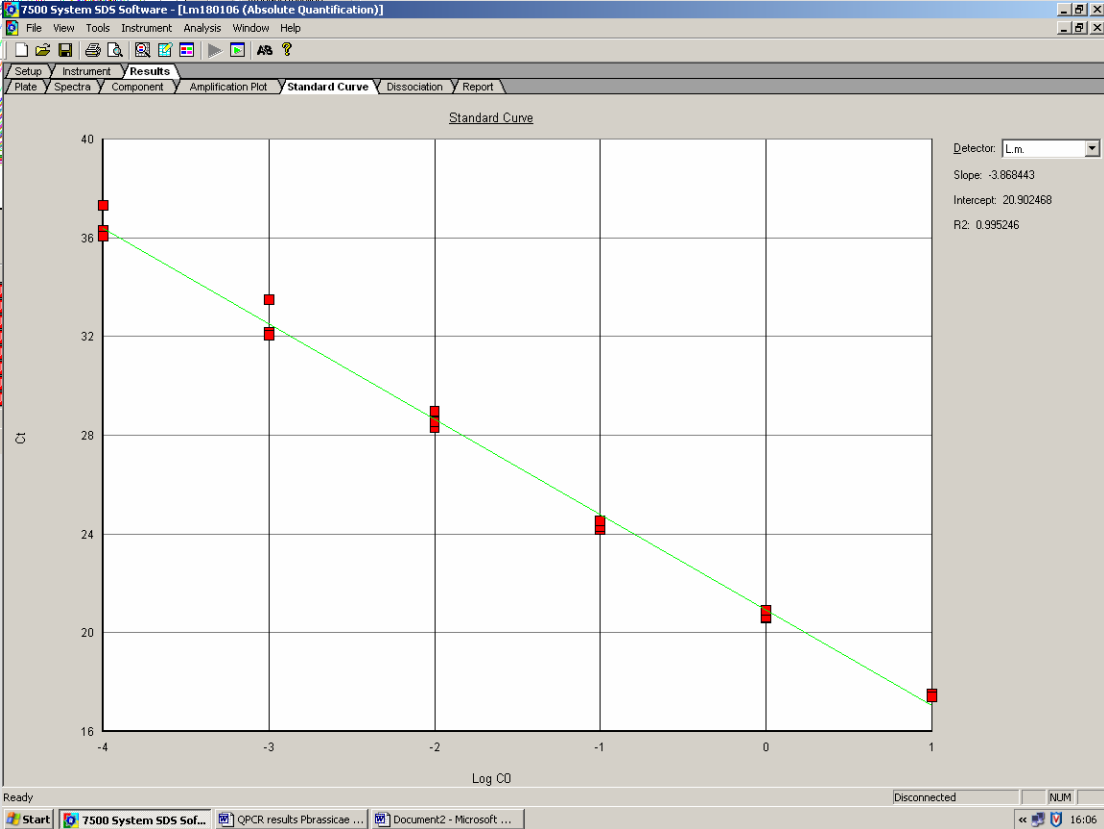 7500 System SDS Software - [Lm180106 (Absolute Quantification)]
File View Tools Instrument Analysis Window Help
Setup Instrument Results
Plate Spectra Component Amplification Plot Standard Curve Dissociation Report
Standard Curve
Detector: L.m.
Slope: -3.868443
Intercept: 20.902468
R2: 0.995246
40
36
32
28
24
20
16
Ct
-4 -3 -2 -1 0 1
Log C0
Ready Disconnected NUM
Start 7500 System SDS Sof... QPCR results Pbrassicae ... Document2 - Microsoft ... 16:06